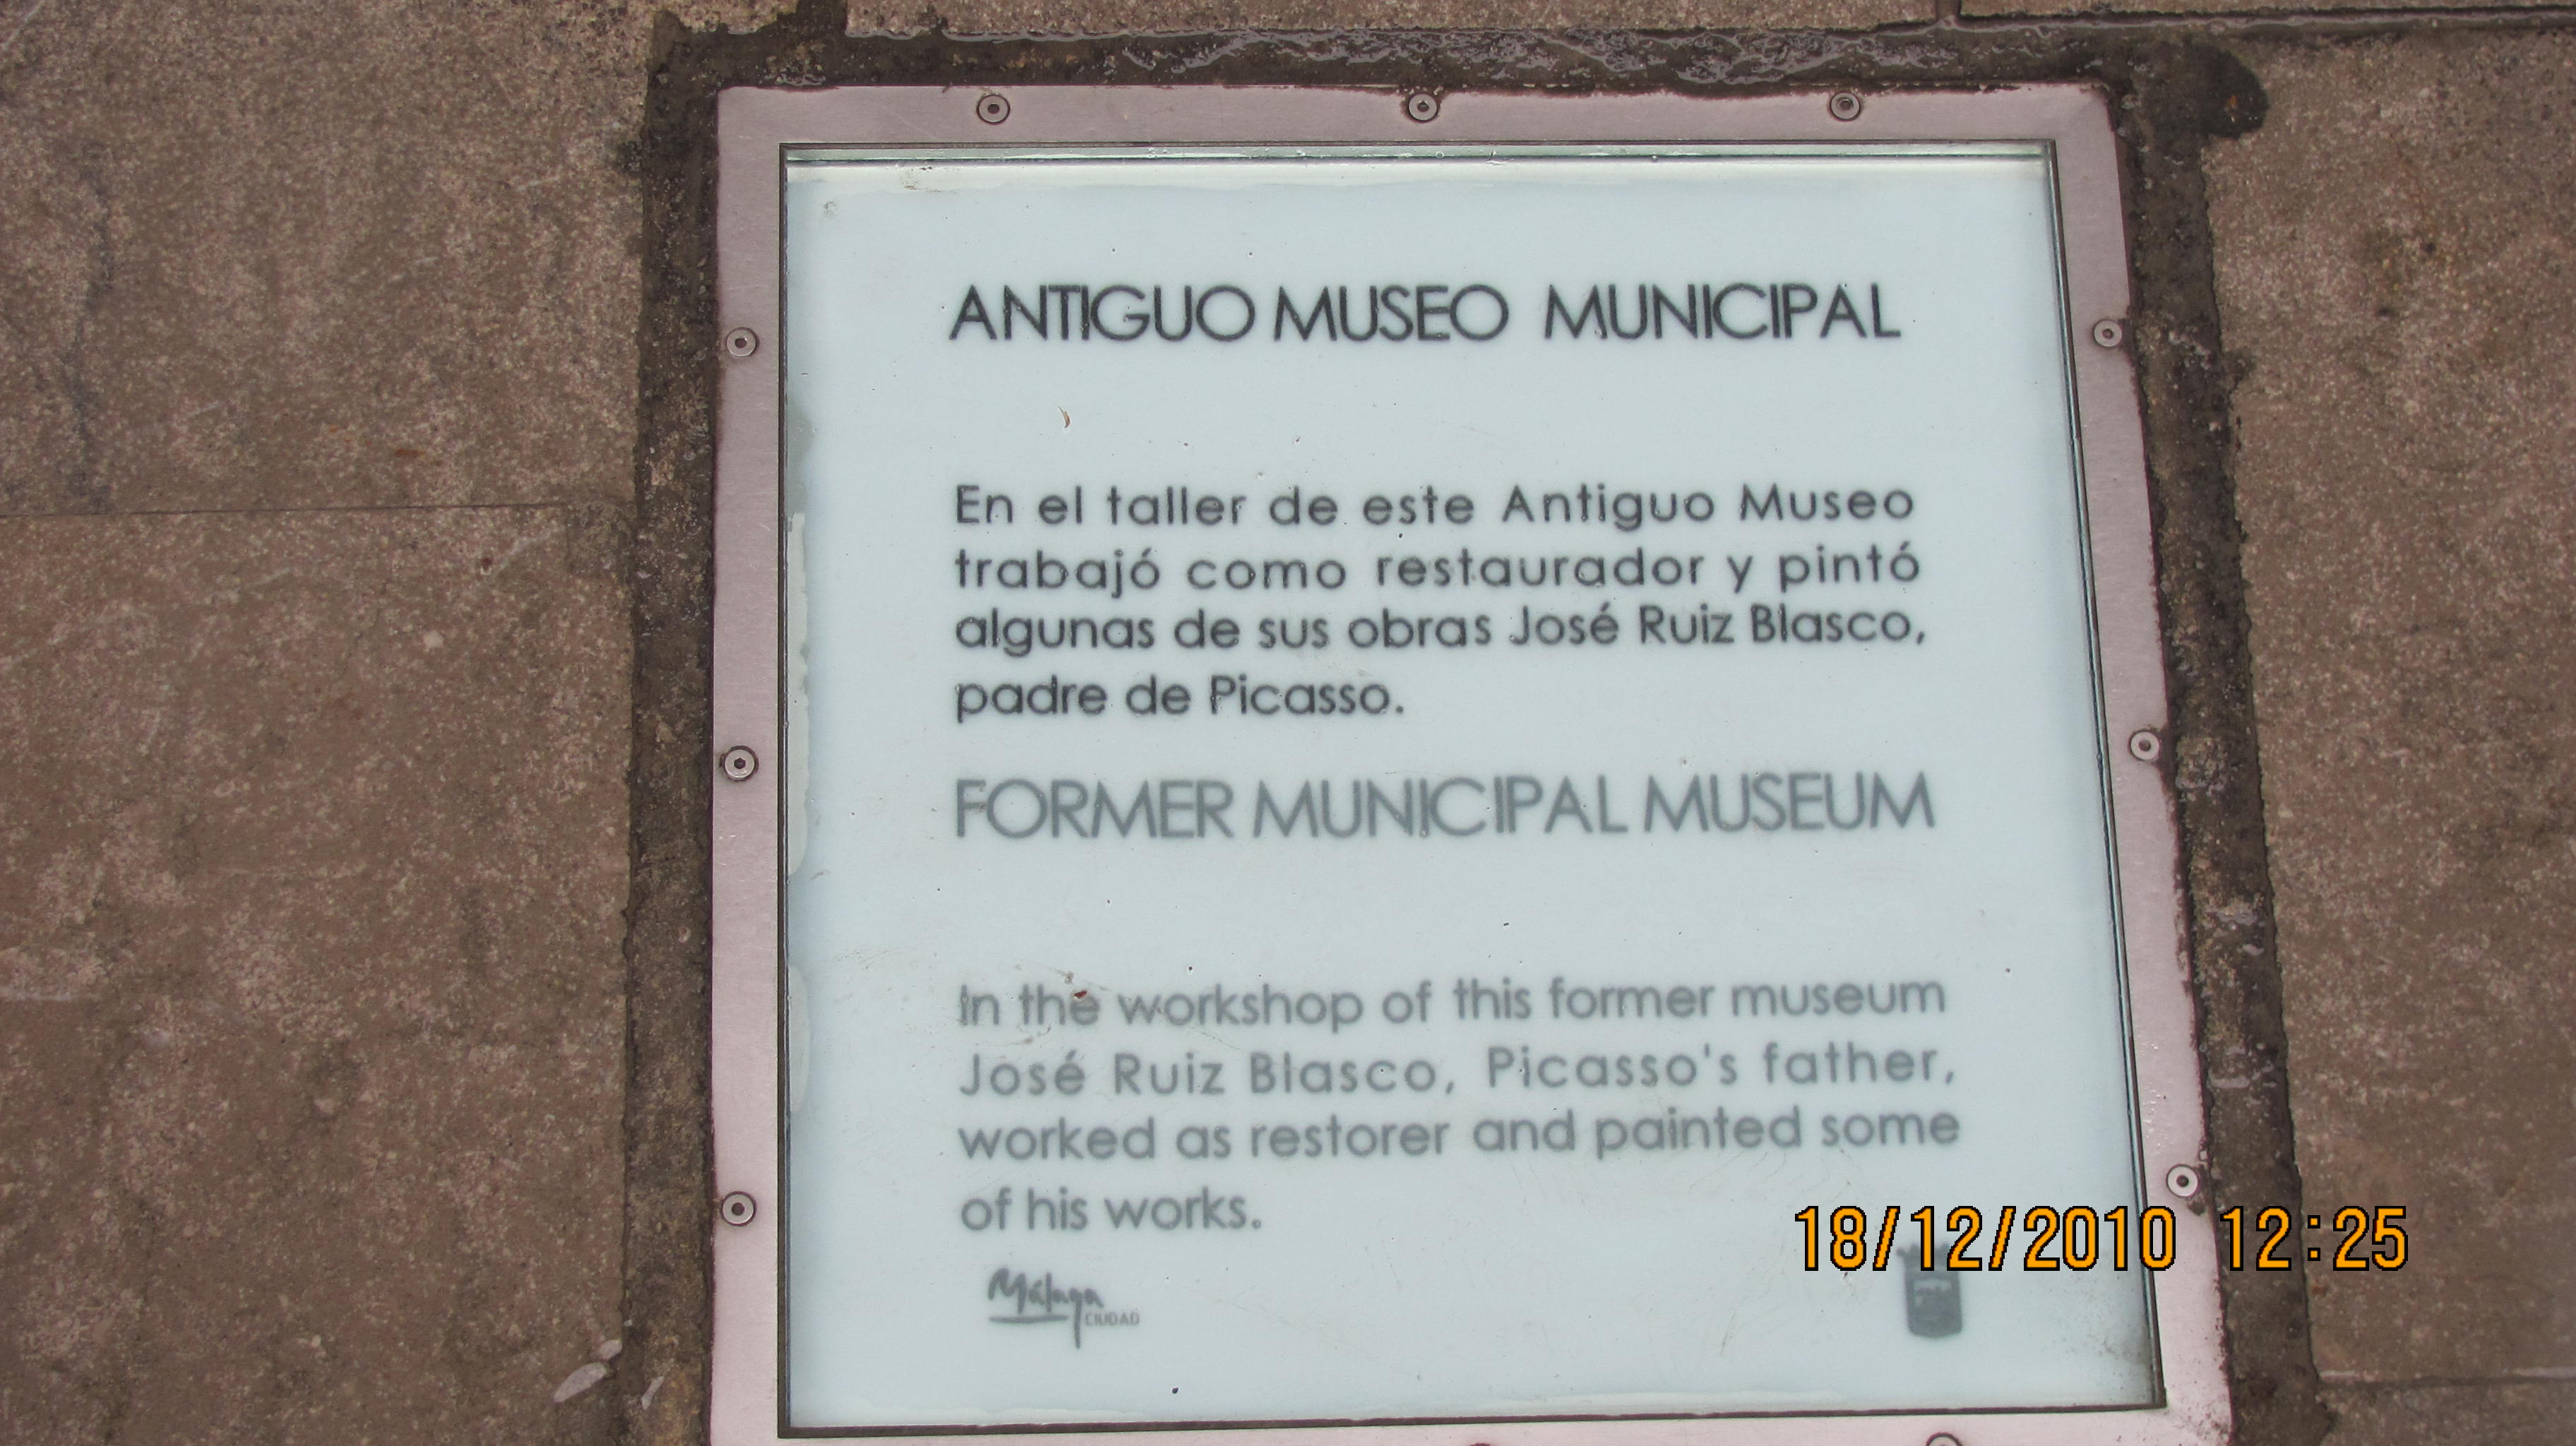 ANTIGUO MUSEO MUNICIPAL
En el taller de este Antiguo Museo
trabajó como restaurador y pintó
algunas de sus obras José Ruiz Blasco,
padre de Picasso.
FORMER MUNICIPAL MUSEUM
In the workshop of this former museum
José Ruiz Blasco, Picasso's father,
worked as restorer and painted some
of his works.
18/12/2010 12:25
Málaga
CIUDAD